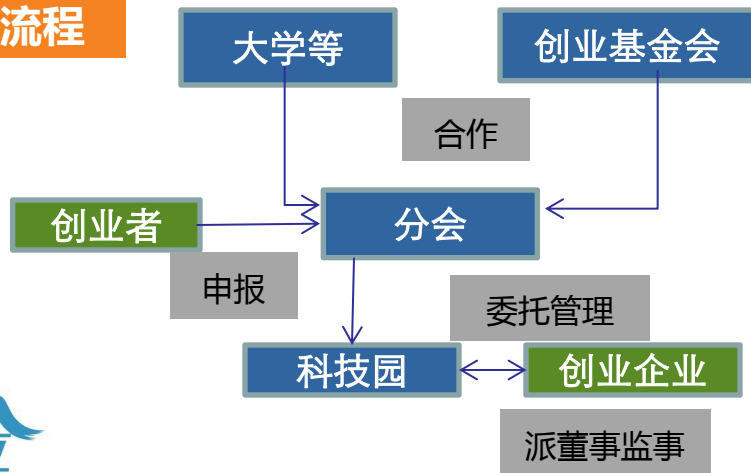 流程
大学等
创业基金会
合作
创业者
分会
申报
委托管理
科技园
创业企业
派董事监事